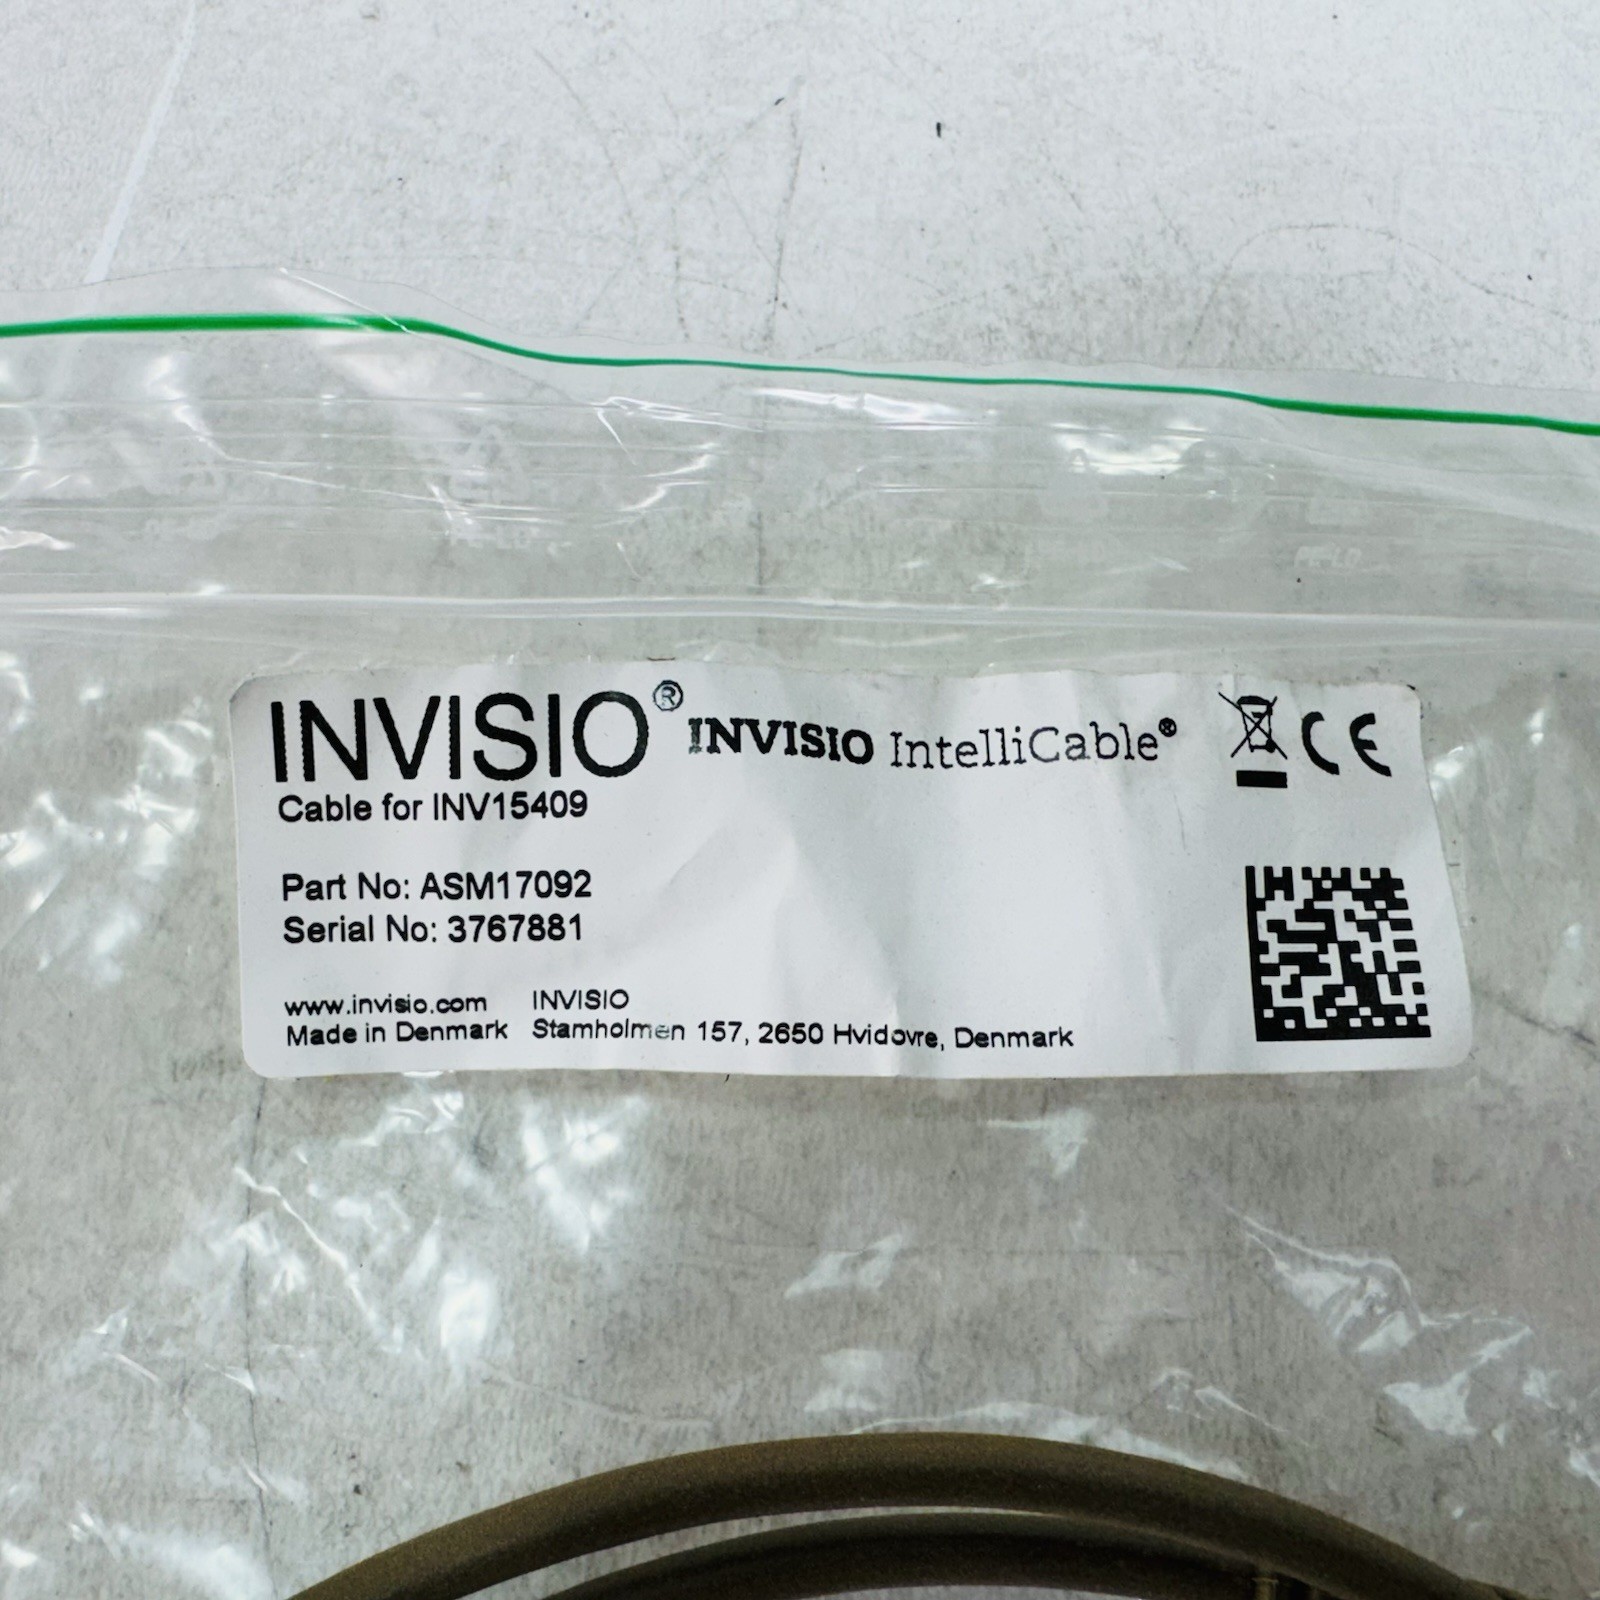 INVISIO® INVISIO IntelliCable®
Cable for INV15409
Part No: ASM17092
Serial No: 3767881
www.invisio.com INVISIO
Made in Denmark Stamholmen 157, 2650 Hvidovre, Denmark